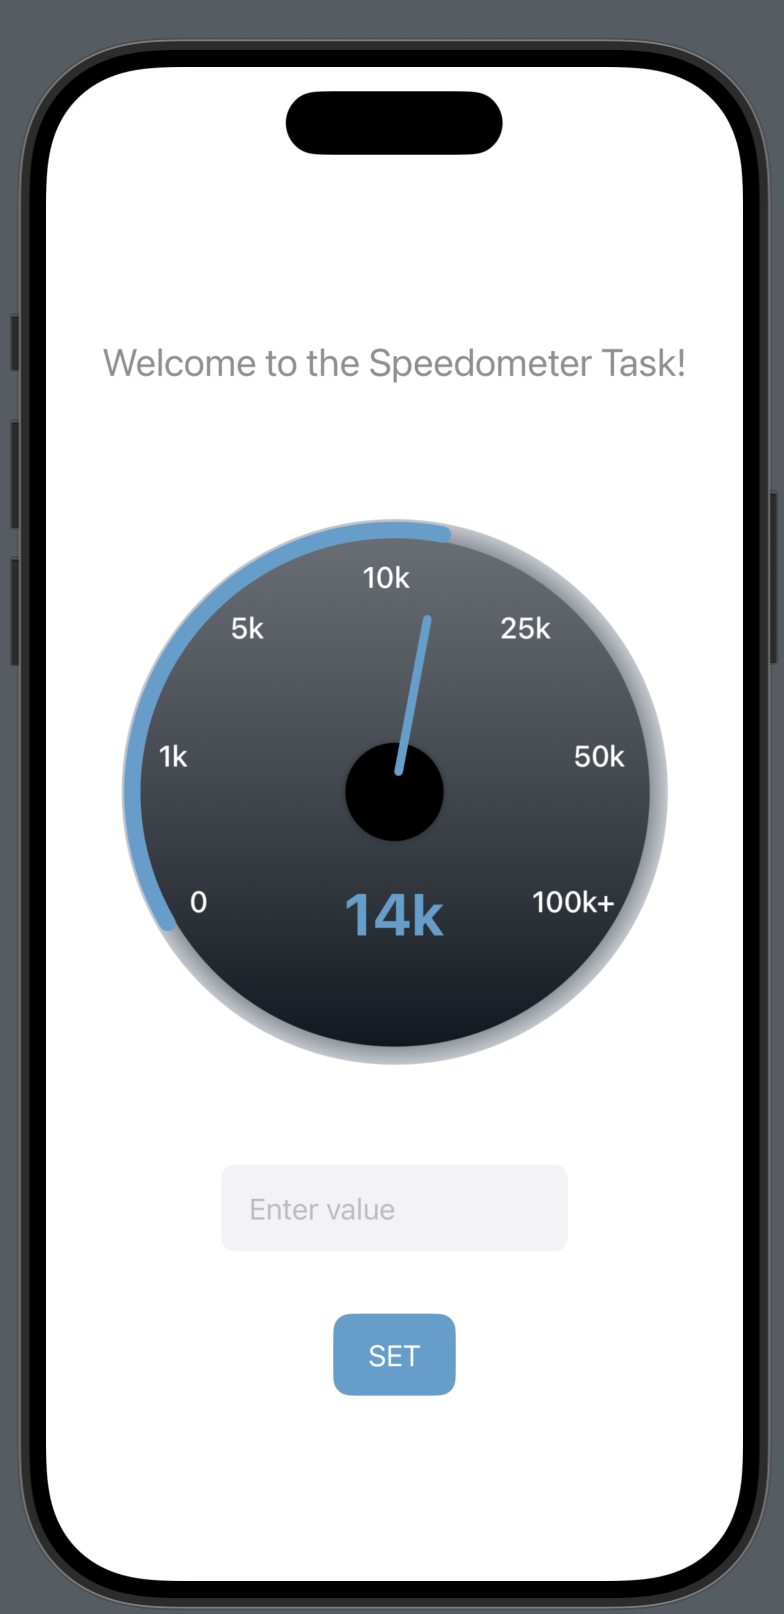 Welcome to the Speedometer Task!
10k
5k
25k
1k
50k
0
100k+
14k
Enter value
SET